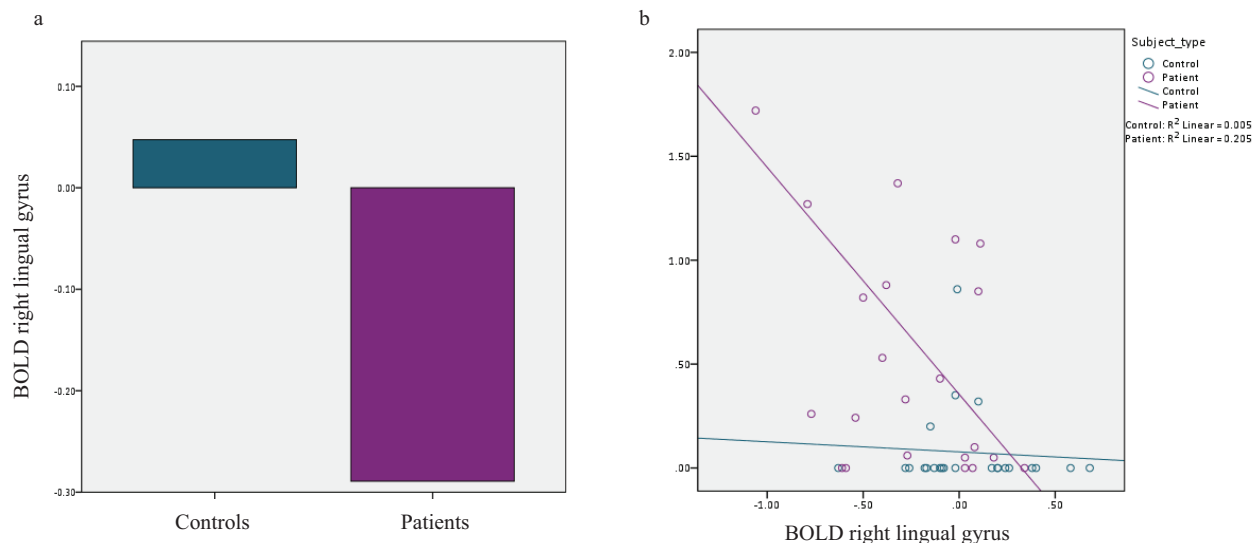 a
BOLD right lingual gyrus
0.10
0.00
-0.10
-0.20
-0.30
Controls Patients
b
2.00
1.50
1.00
.50
.00
-1.00 -.50 .00 .50
BOLD right lingual gyrus
Subject_type
Control
Patient
Control
Patient
Control: R² Linear = 0.005
Patient: R² Linear = 0.205